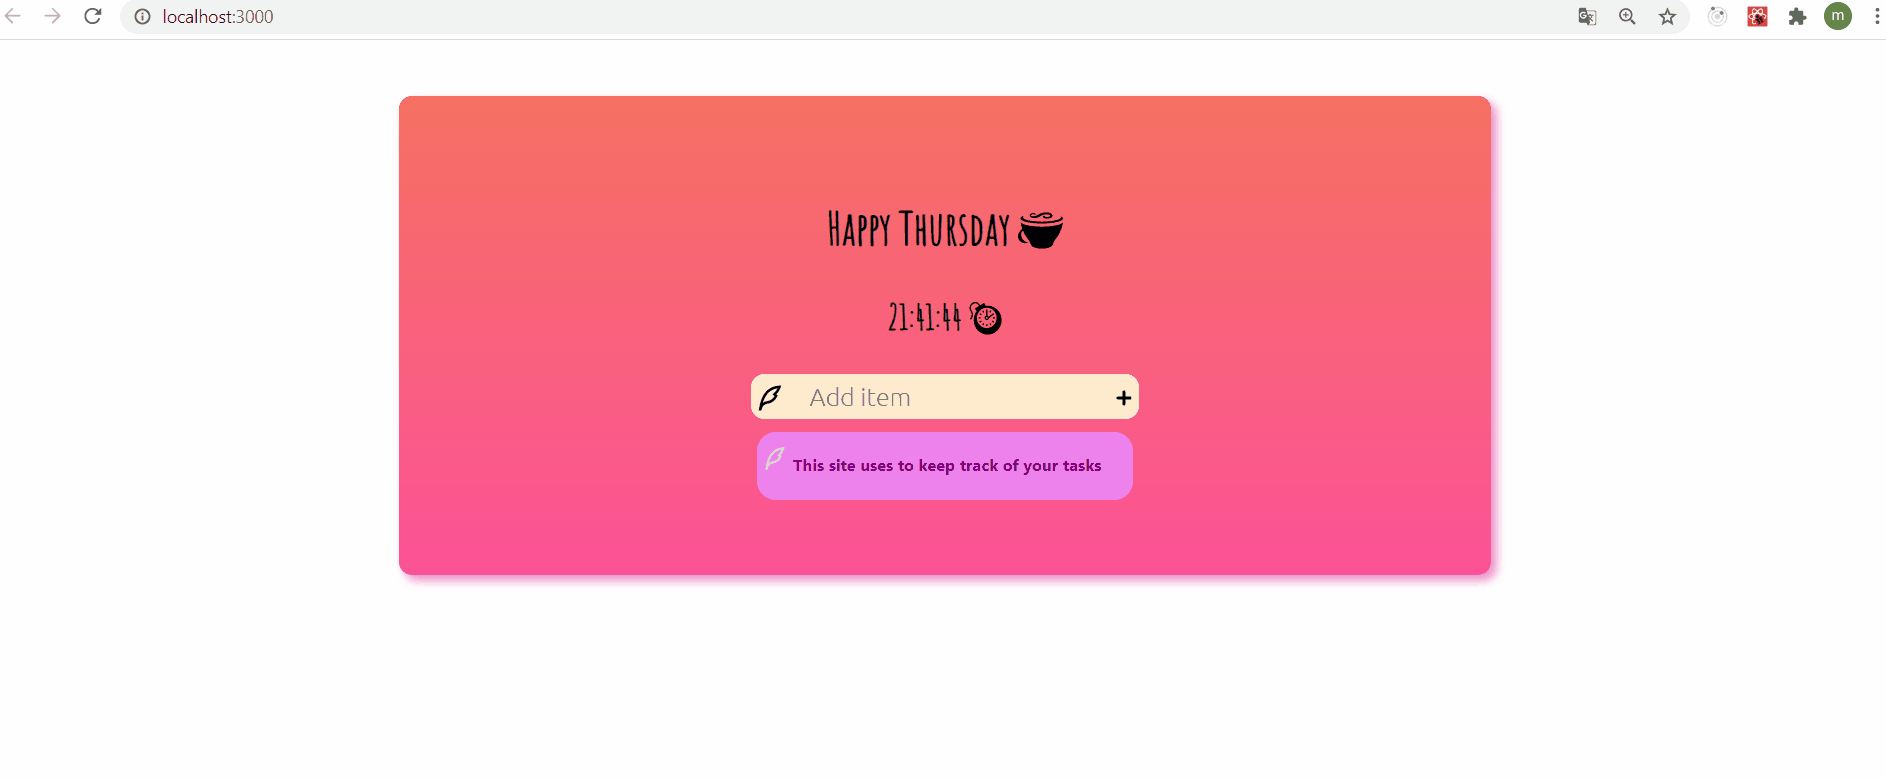 localhost:3000
m
Happy Thursday
21:41:44
Add item
This site uses to keep track of your tasks